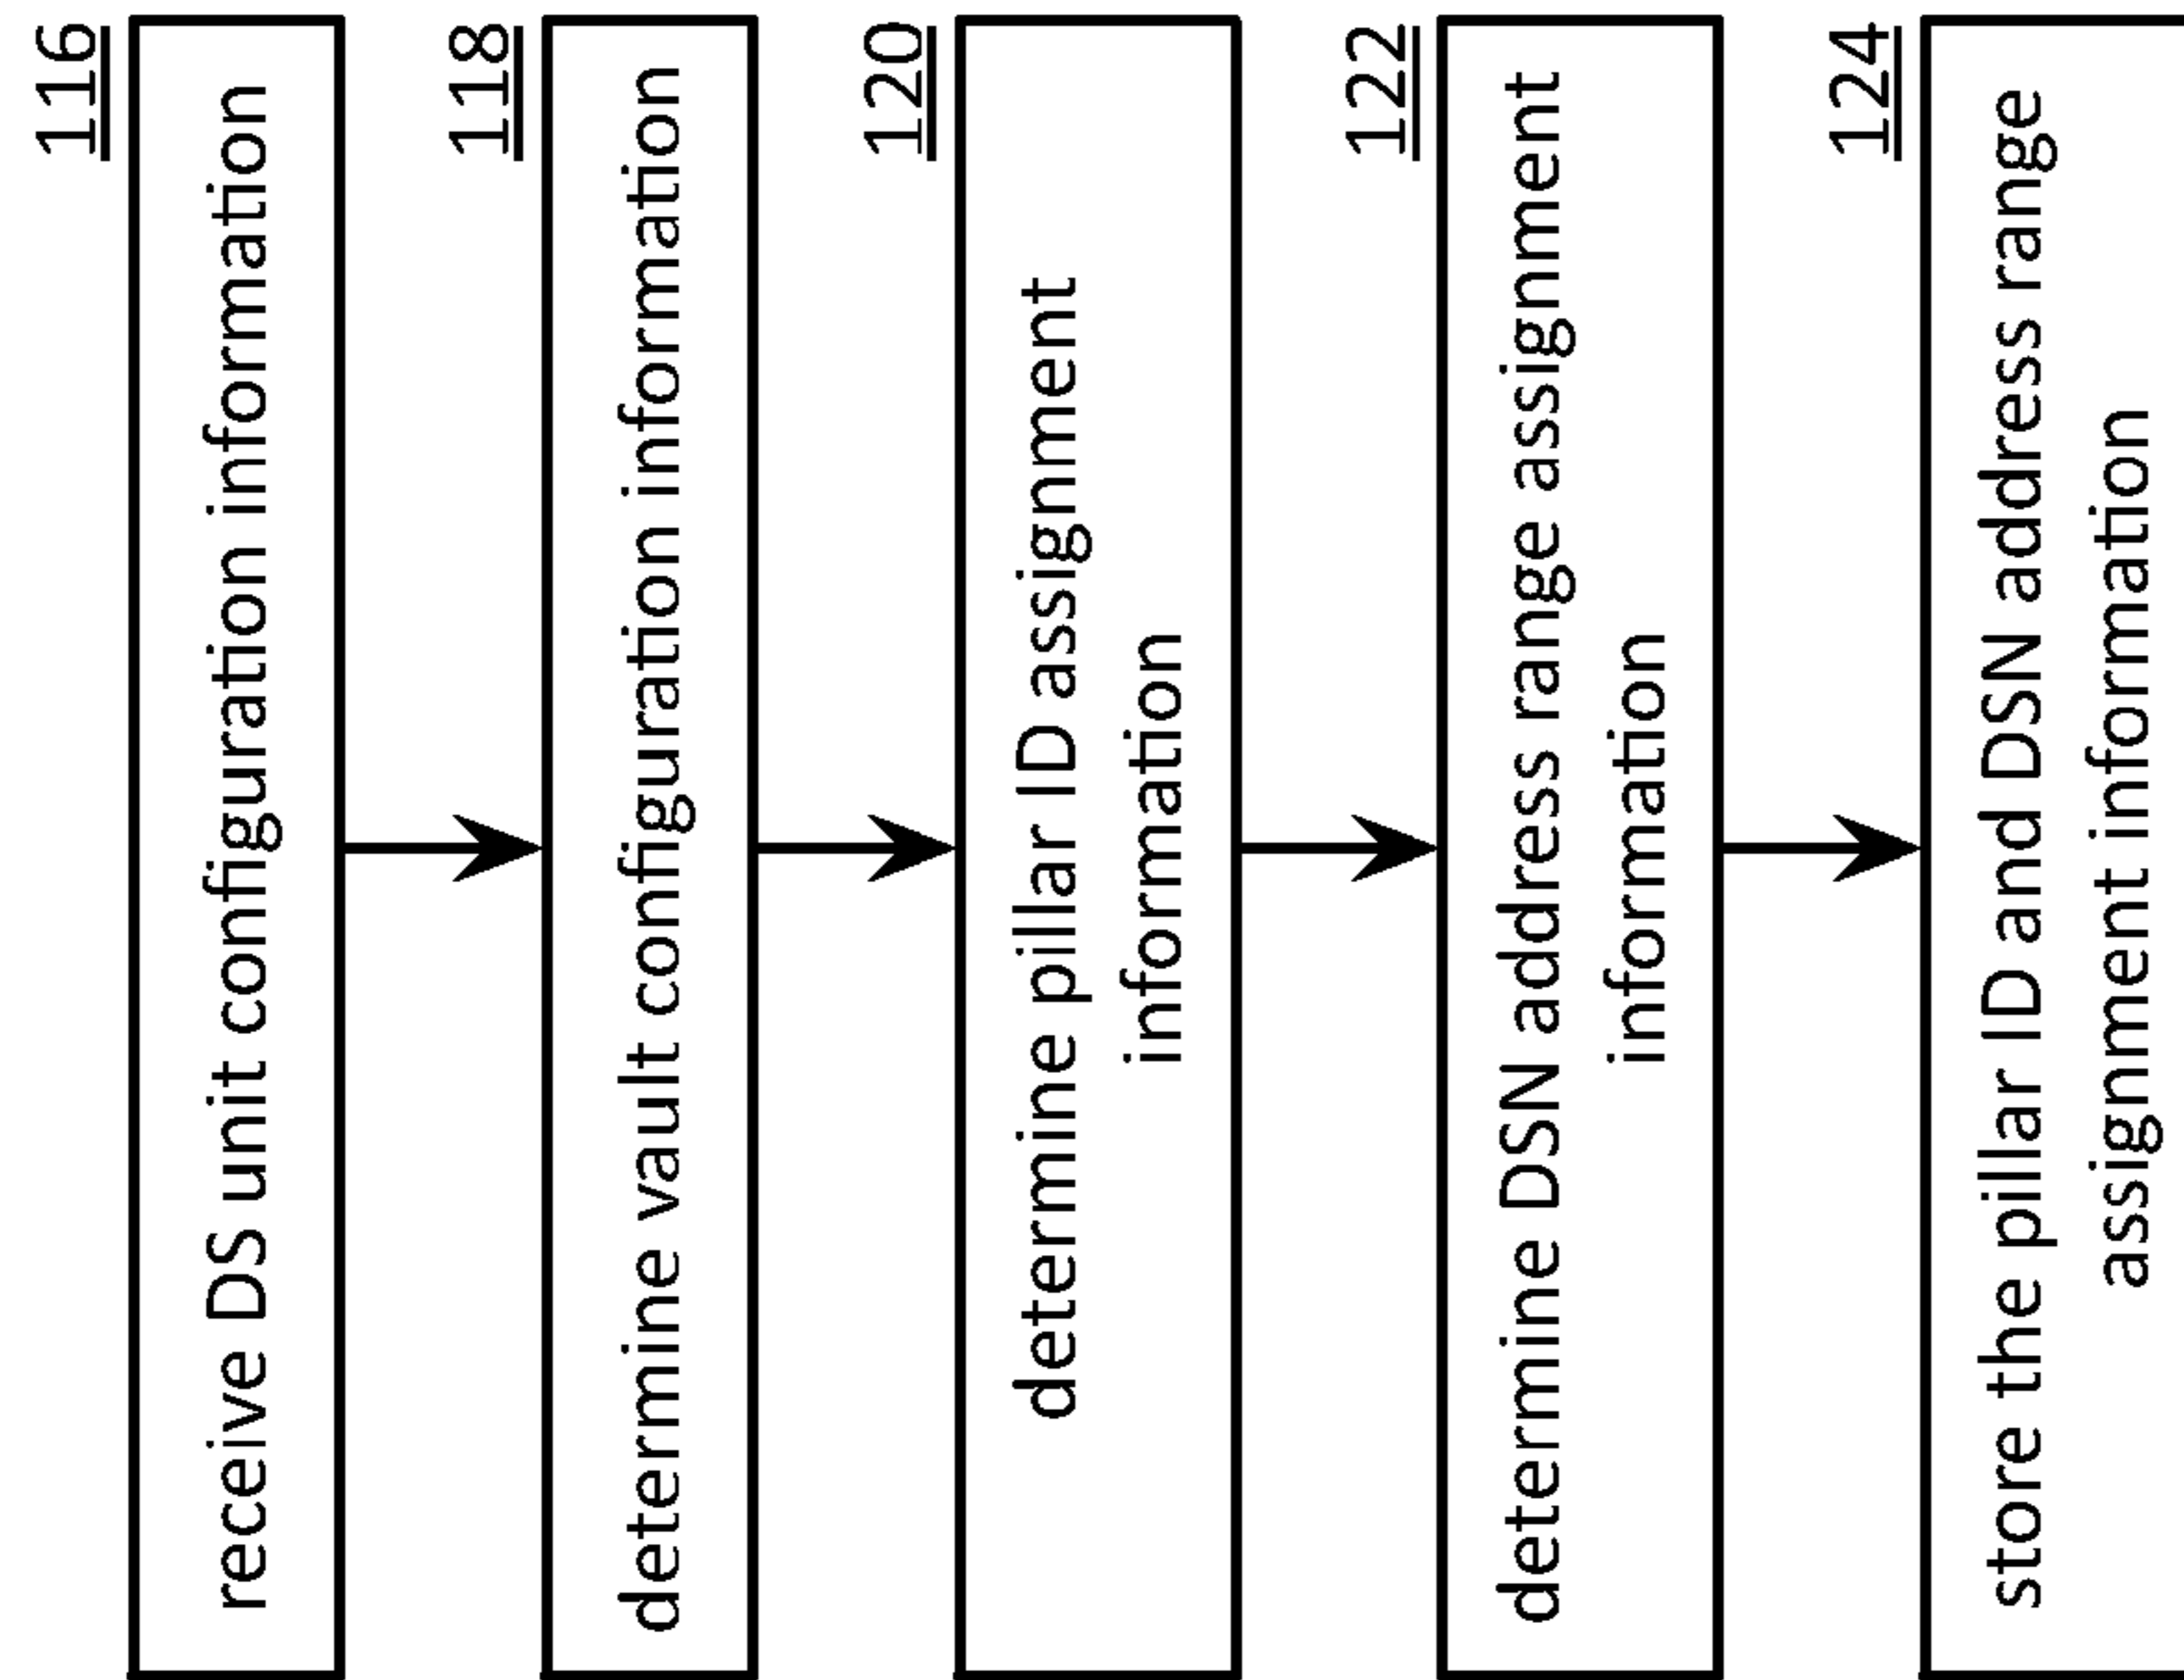 116
receive DS unit configuration information
118
determine vault configuration information
120
determine pillar ID assignment
information
122
determine DSN address range assignment
information
124
store the pillar ID and DSN address range
assignment information